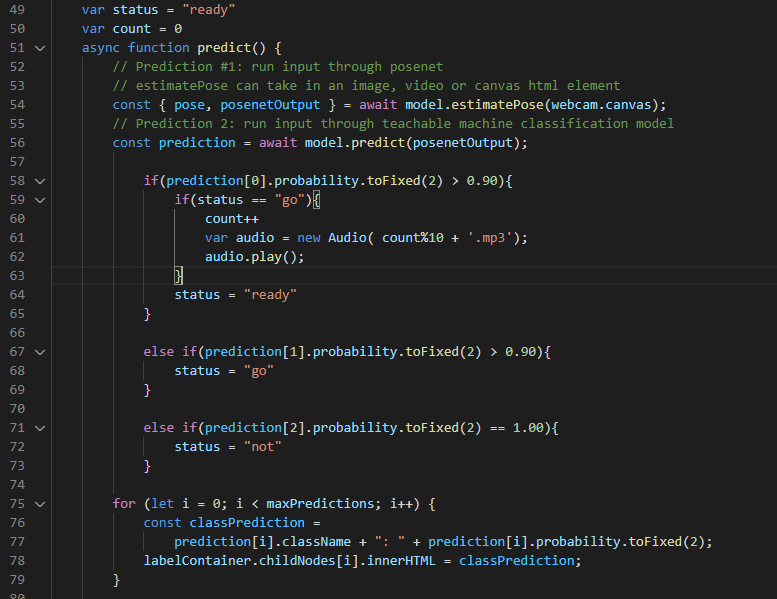 49 var status = "ready"
50 var count = 0
51 async function predict() {
52 // Prediction #1: run input through posenet
53 // estimatePose can take in an image, video or canvas html element
54 const { pose, posenetOutput } = await model.estimatePose(webcam.canvas);
55 // Prediction 2: run input through teachable machine classification model
56 const prediction = await model.predict(posenetOutput);
57
58 if(prediction[0].probability.toFixed(2) > 0.90){
59 if(status == "go"){
60 count++
61 var audio = new Audio( count%10 + '.mp3');
62 audio.play();
63 }
64 status = "ready"
65 }
66
67 else if(prediction[1].probability.toFixed(2) > 0.90){
68 status = "go"
69 }
70
71 else if(prediction[2].probability.toFixed(2) == 1.00){
72 status = "not"
73 }
74
75 for (let i = 0; i < maxPredictions; i++) {
76 const classPrediction =
77 prediction[i].className + ": " + prediction[i].probability.toFixed(2);
78 labelContainer.childNodes[i].innerHTML = classPrediction;
79 }
80